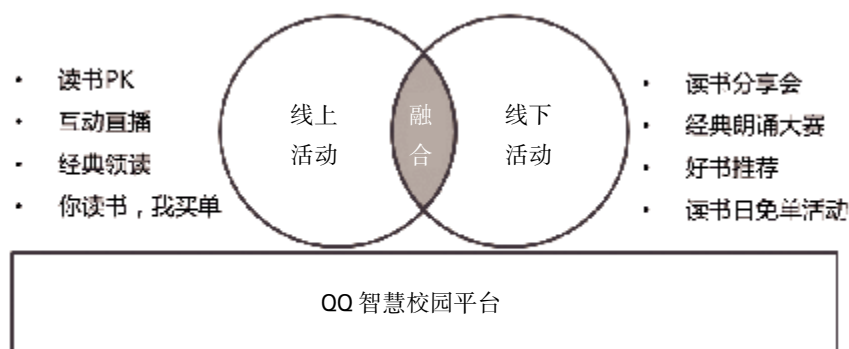 读书PK
互动直播
经典领读
你读书，我买单
线上
活动
融
合
线下
活动
读书分享会
经典朗诵大赛
好书推荐
读书日免单活动
QQ 智慧校园平台